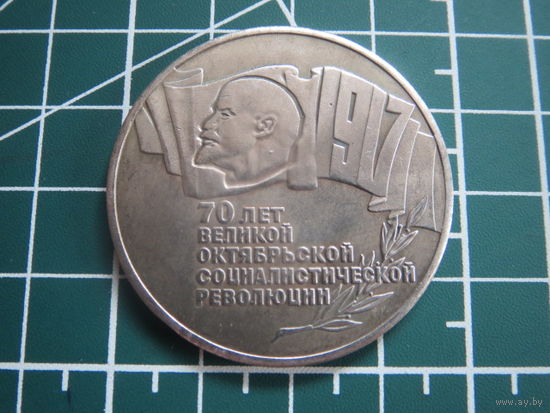 1917
70 ЛЕТ
ВЕЛИКОЙ
ОКТЯБРЬСКОЙ
СОЦИАЛИСТИЧЕСКОЙ
РЕВОЛЮЦИИ
www.ay.by